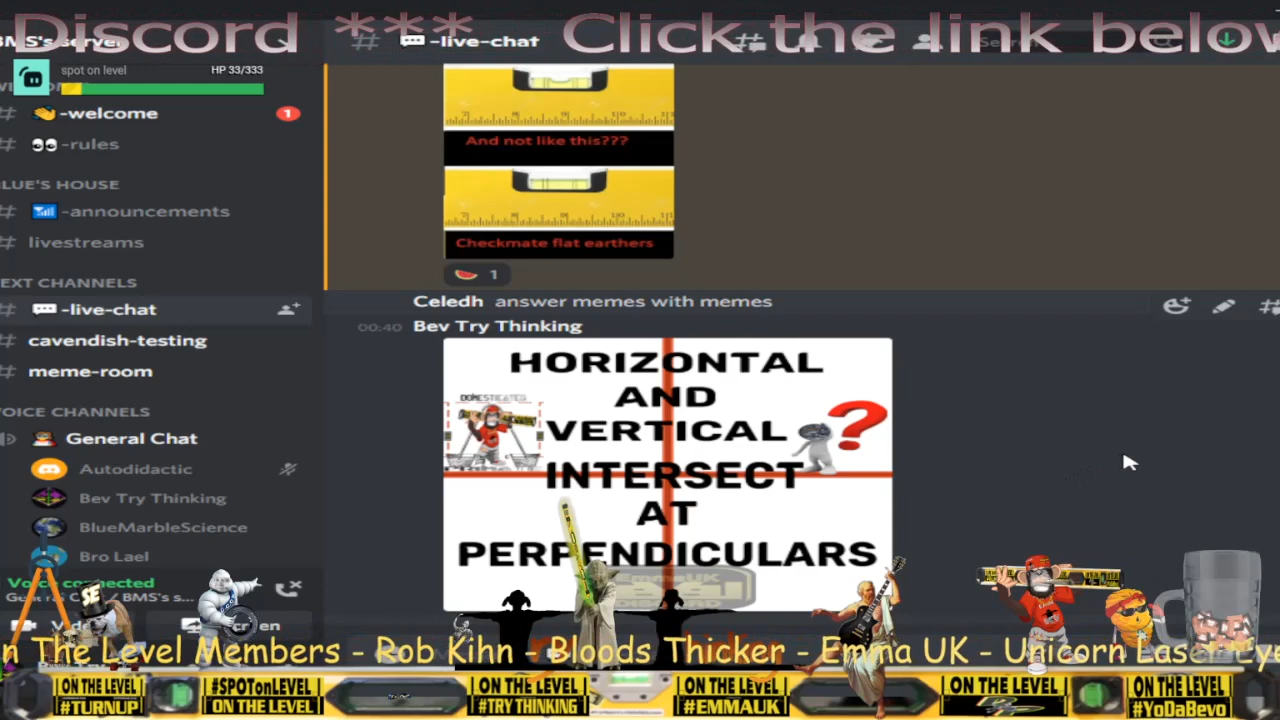 Discord *** Click the link below
BMS's server
# 💬-live-chat
spot on level HP 33/333
# 👋-welcome 1
# 👀-rules
BLUE'S HOUSE
# 📶-announcements
# livestreams
TEXT CHANNELS
# 💬-live-chat
# cavendish-testing
# meme-room
VOICE CHANNELS
General Chat
Autodidactic
Bev Try Thinking
BlueMarbleScience
Bro Lael
Voice connected
And not like this???
Checkmate flat earthers
🍉 1
Celedh answer memes with memes
00:40 Bev Try Thinking
HORIZONTAL
AND
DOMESTICATED
VERTICAL
?
INTERSECT
AT
PERPENDICULARS
EmmaUK
SE
n The Level Members - Rob Kihn - Bloods Thicker - Emma UK - Unicorn Laser Eye
ON THE LEVEL #TURNUP
#SPOTonLEVEL ON THE LEVEL
ON THE LEVEL #TRY THINKING
ON THE LEVEL #EMMAUK
ON THE LEVEL
ON THE LEVEL #YoDaBevo